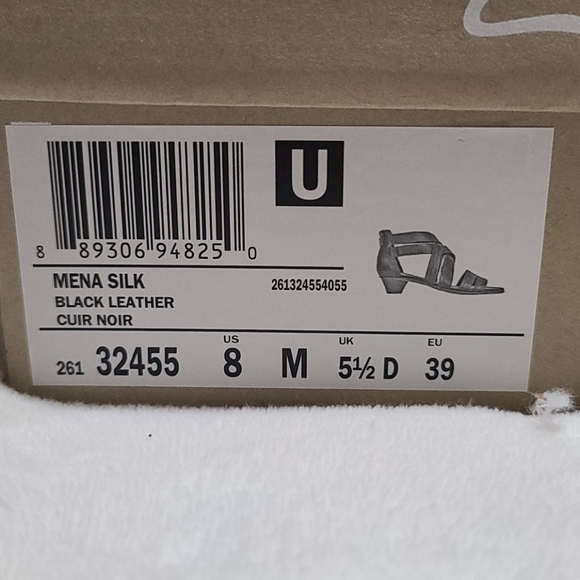 U
8 89306 94825 0
MENA SILK
261324554055
BLACK LEATHER
CUIR NOIR
US UK EU
261 32455 8 M 5½ D 39